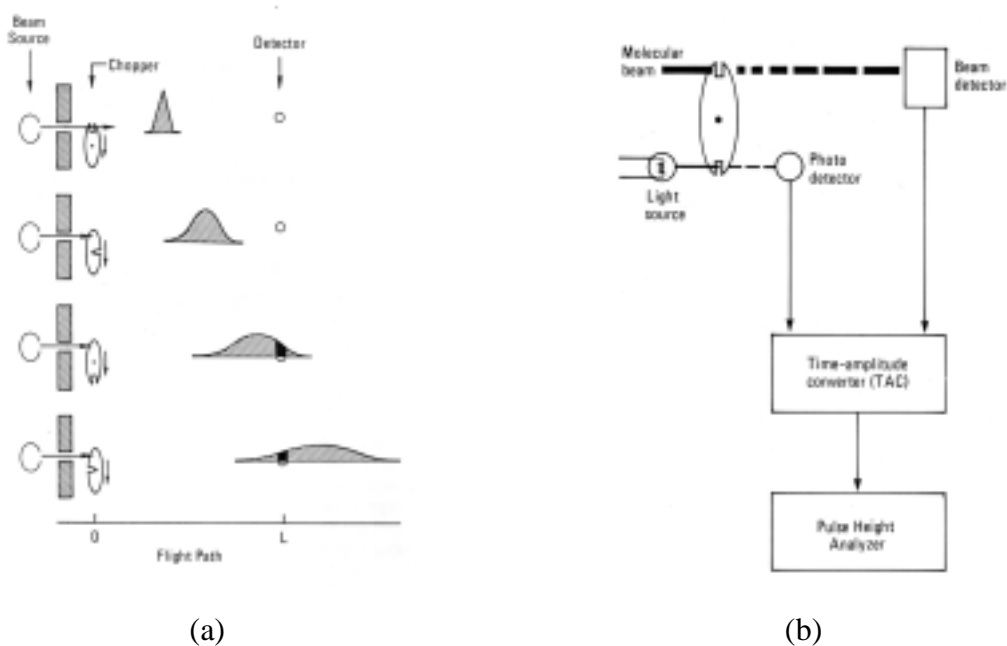 Beam
Source
Detector
Chopper
0
L
Flight Path
(a)
Molecular
beam
Beam
detector
Light
source
Photo
detector
Time-amplitude
converter (TAC)
Pulse Height
Analyzer
(b)